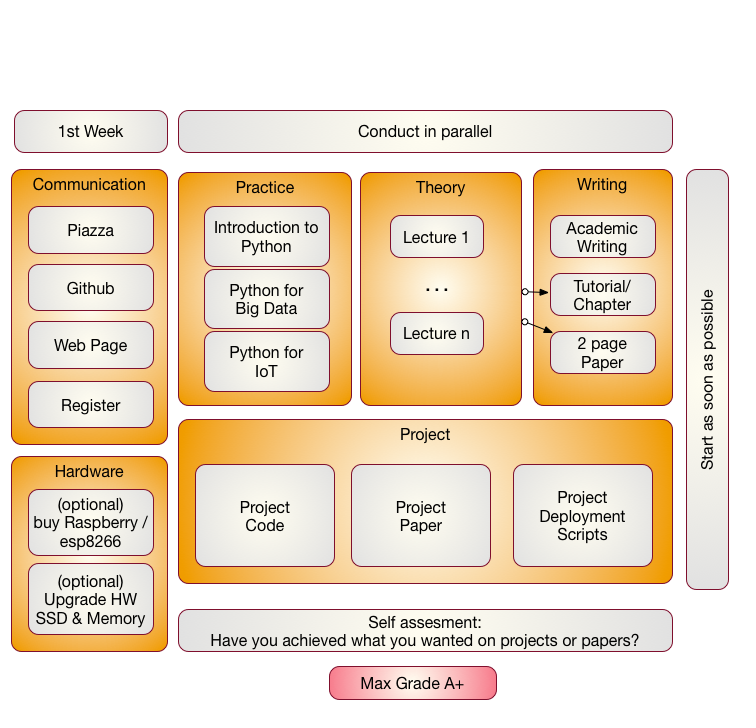 1st Week
Conduct in parallel
Communication
Piazza
Github
Web Page
Register
Practice
Introduction to
Python
Python for
Big Data
Python for
IoT
Theory
Lecture 1
...
Lecture n
Writing
Academic
Writing
Tutorial/
Chapter
2 page
Paper
Start as soon as possible
Hardware
(optional)
buy Raspberry /
esp8266
(optional)
Upgrade HW
SSD & Memory
Project
Project
Code
Project
Paper
Project
Deployment
Scripts
Self assesment:
Have you achieved what you wanted on projects or papers?
Max Grade A+